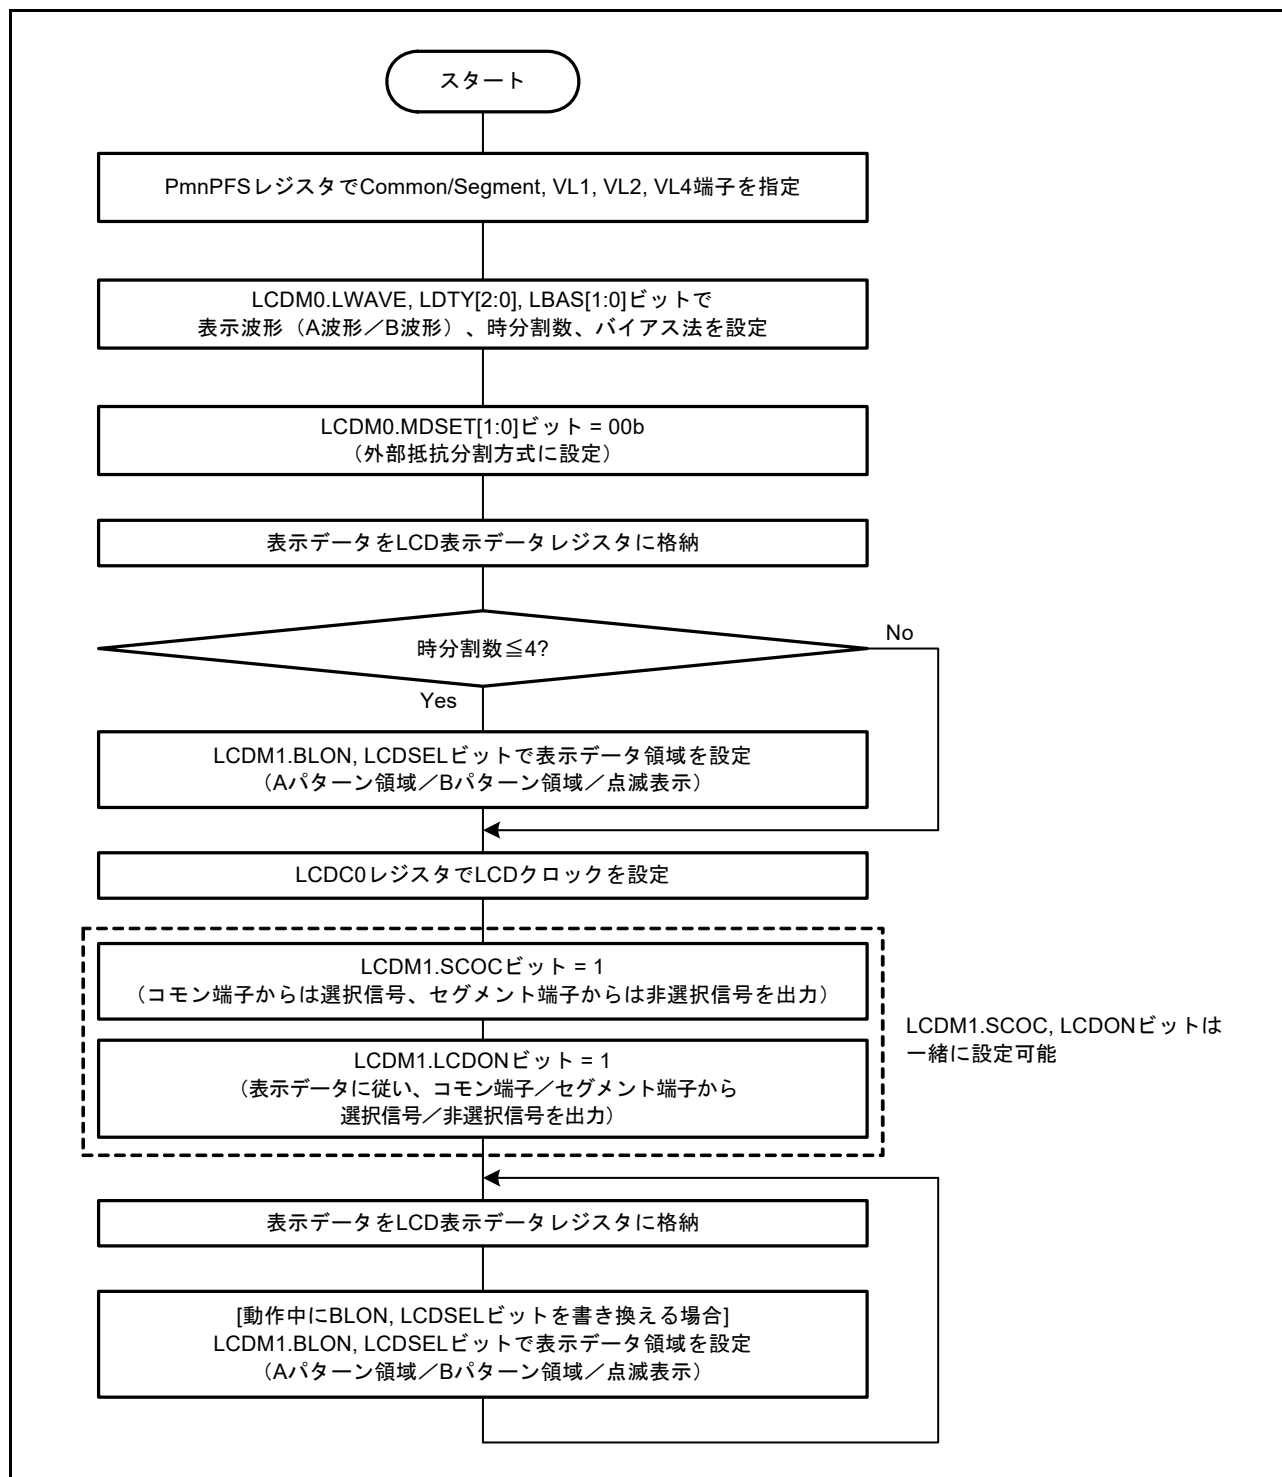 スタート
PmnPFSレジスタでCommon/Segment, VL1, VL2, VL4端子を指定
LCDM0.LWAVE, LDTY[2:0], LBAS[1:0]ビットで
表示波形（A波形／B波形）、時分割数、バイアス法を設定
LCDM0.MDSET[1:0]ビット = 00b
（外部抵抗分割方式に設定）
表示データをLCD表示データレジスタに格納
時分割数≦4?
No
Yes
LCDM1.BLON, LCDSELビットで表示データ領域を設定
（Aパターン領域／Bパターン領域／点滅表示）
LCDC0レジスタでLCDクロックを設定
LCDM1.SCOCビット = 1
（コモン端子からは選択信号、セグメント端子からは非選択信号を出力）
LCDM1.LCDONビット = 1
（表示データに従い、コモン端子／セグメント端子から
選択信号／非選択信号を出力）
LCDM1.SCOC, LCDONビットは
一緒に設定可能
表示データをLCD表示データレジスタに格納
[動作中にBLON, LCDSELビットを書き換える場合]
LCDM1.BLON, LCDSELビットで表示データ領域を設定
（Aパターン領域／Bパターン領域／点滅表示）